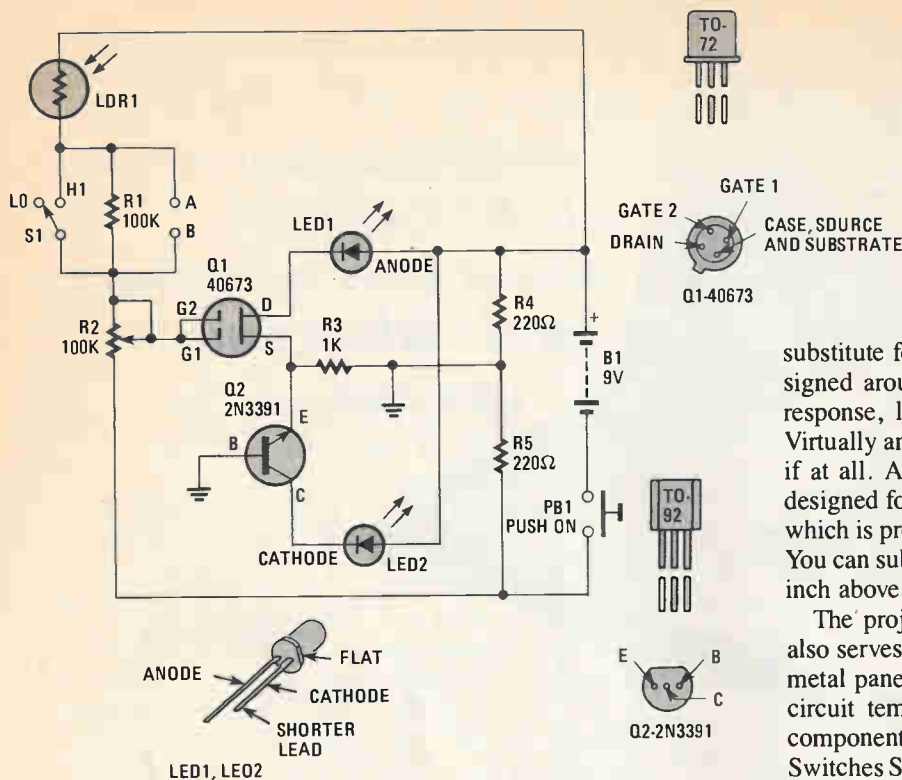 LDR1
LO
H1
S1
R1
100K
A
B
R2
100K
Q1
40673
G2
G1
D
S
LED1
ANODE
R3
1K
Q2
2N3391
B
E
C
CATHODE
LED2
R4
220Ω
R5
220Ω
+
B1
9V
PB1
PUSH ON
TO-
72
GATE 1
GATE 2
DRAIN
CASE, SDURCE
AND SUBSTRATE
Q1-40673
TO-
92
E
B
C
Q2-2N3391
ANODE
FLAT
CATHODE
SHORTER
LEAD
LED1, LEO2
substitute fo
signed arou
response, l
Virtually an
if at all. A
designed fo
which is pr
You can sub
inch above
The proj
also serves
metal pane
circuit tem
component
Switches S